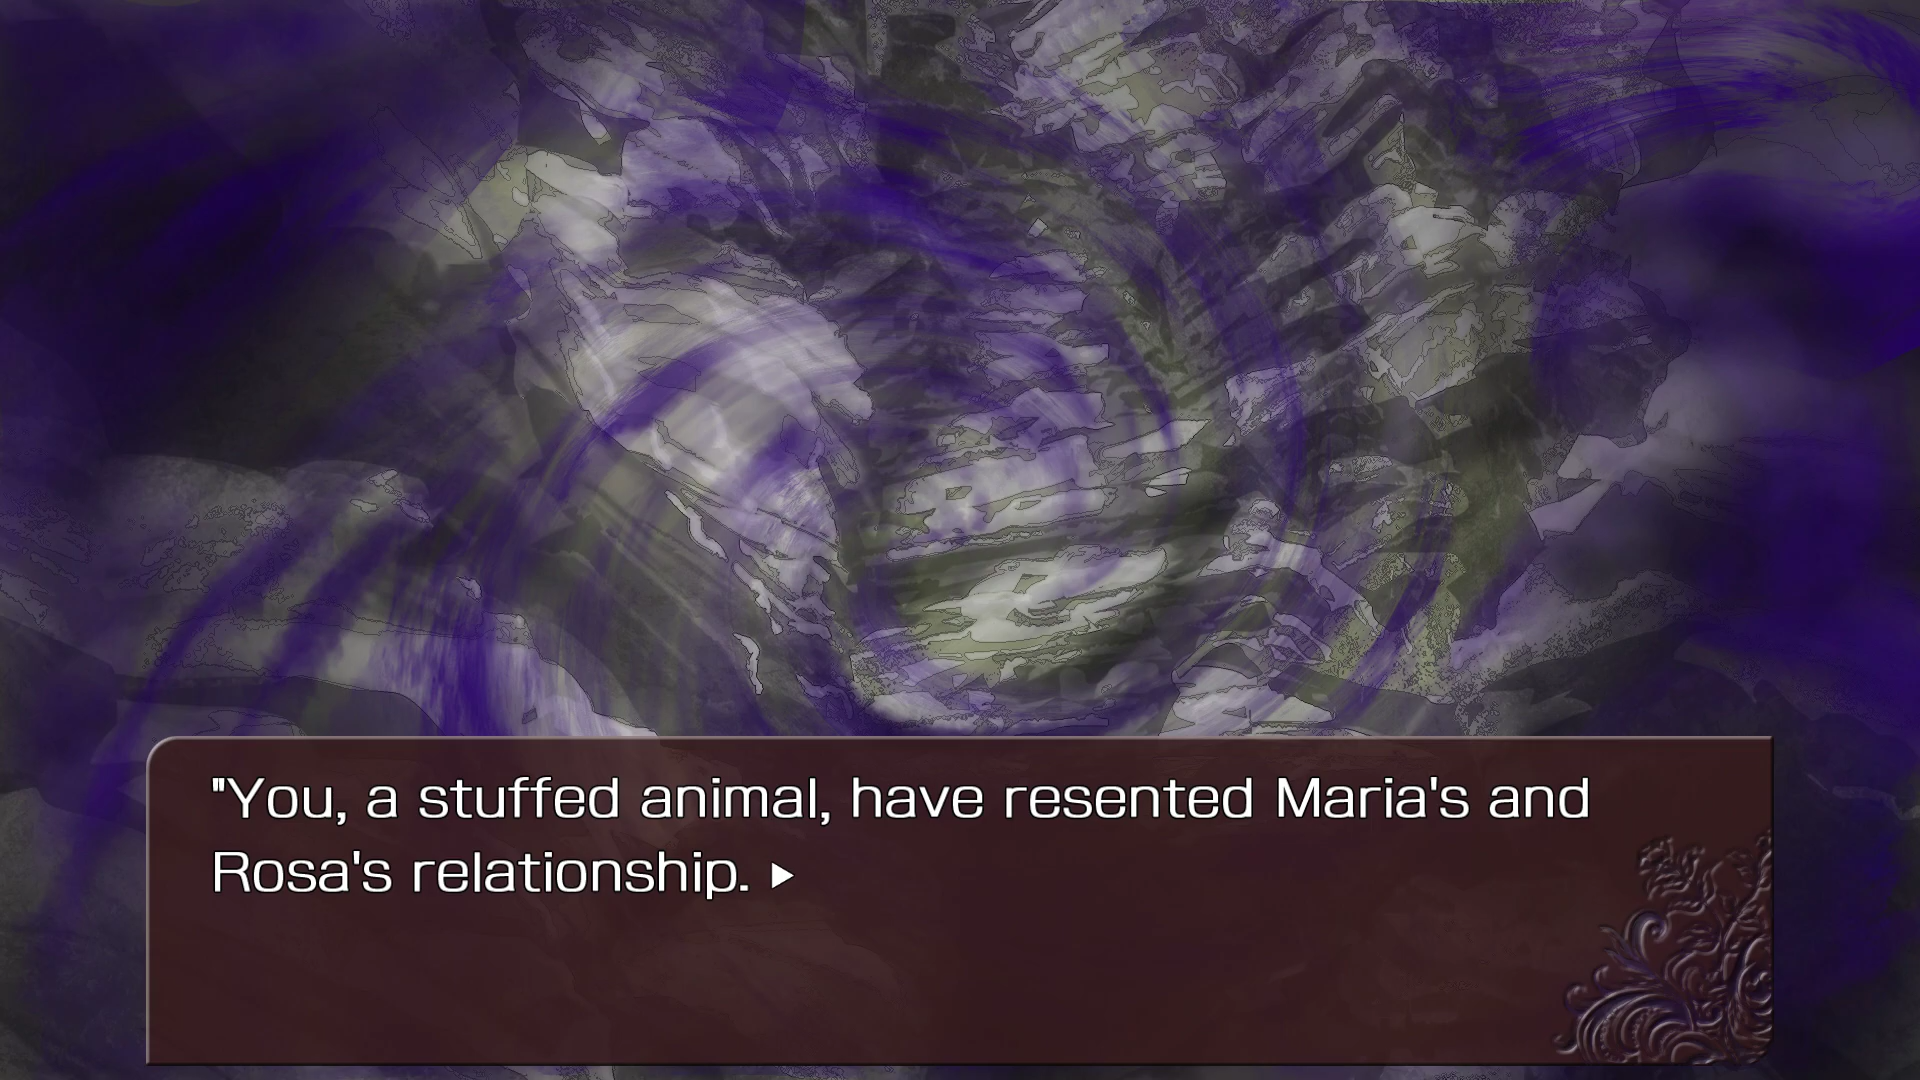 "You, a stuffed animal, have resented Maria's and
Rosa's relationship.